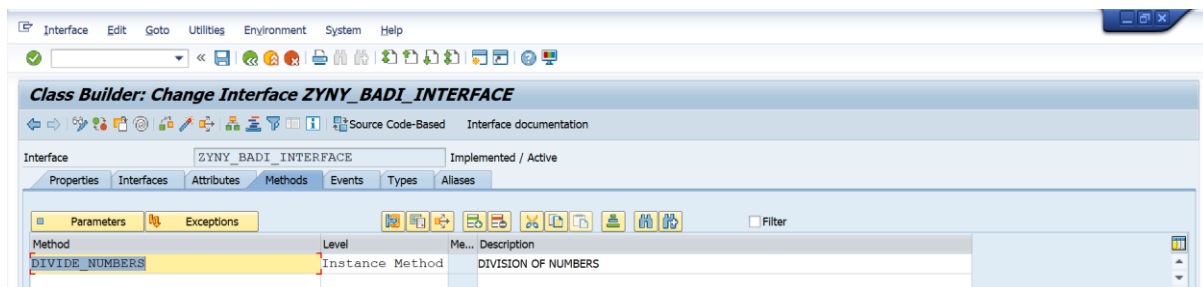 Interface Edit Goto Utilities Environment System Help
Class Builder: Change Interface ZYNY_BADI_INTERFACE
Source Code-Based Interface documentation
Interface ZYNY_BADI_INTERFACE Implemented / Active
Properties Interfaces Attributes Methods Events Types Aliases
Parameters Exceptions Filter
Method Level Me... Description
DIVIDE_NUMBERS Instance Method DIVISION OF NUMBERS